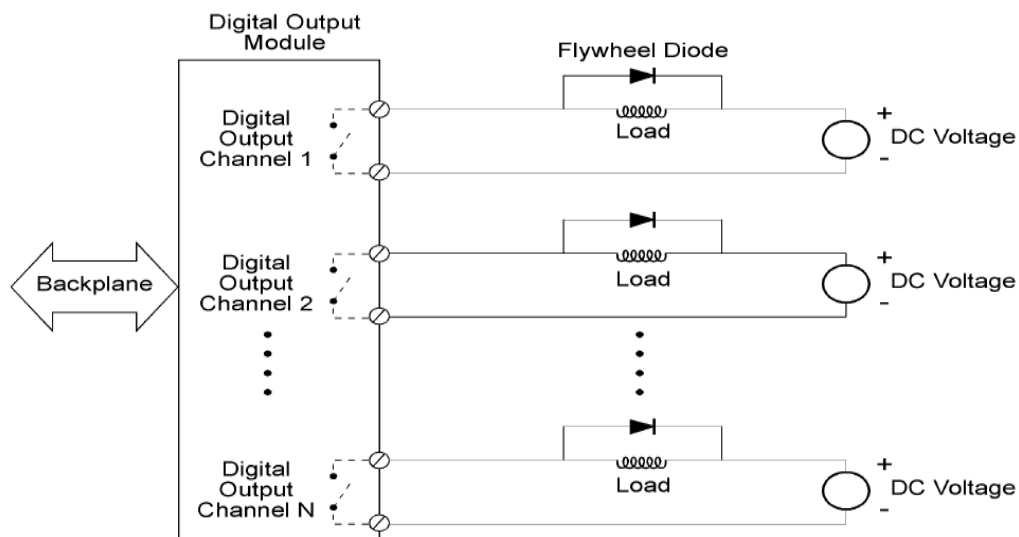 Digital Output
Module
Flywheel Diode
Digital
Output
Channel 1
Load
+
DC Voltage
-
Backplane
Digital
Output
Channel 2
Load
+
DC Voltage
-
Digital
Output
Channel N
Load
+
DC Voltage
-